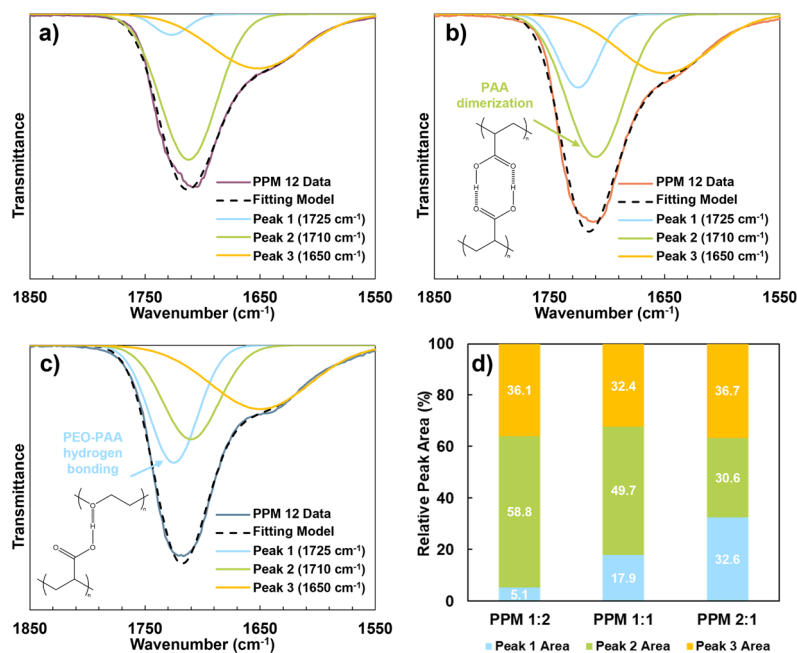 a)
Transmittance
PPM 12 Data
Fitting Model
Peak 1 (1725 cm⁻¹)
Peak 2 (1710 cm⁻¹)
Peak 3 (1650 cm⁻¹)
1850 1750 1650 1550
Wavenumber (cm⁻¹)
b)
Transmittance
PAA
dimerization
( )n
O O
H H
O O
( )n
PPM 12 Data
Fitting Model
Peak 1 (1725 cm⁻¹)
Peak 2 (1710 cm⁻¹)
Peak 3 (1650 cm⁻¹)
1850 1750 1650 1550
Wavenumber (cm⁻¹)
c)
Transmittance
PEO-PAA
hydrogen
bonding
( O )n
H
O O
( )n
PPM 12 Data
Fitting Model
Peak 1 (1725 cm⁻¹)
Peak 2 (1710 cm⁻¹)
Peak 3 (1650 cm⁻¹)
1850 1750 1650 1550
Wavenumber (cm⁻¹)
d)
Relative Peak Area (%)
100
80
60
40
20
0
36.1 32.4 36.7
58.8 49.7 30.6
5.1 17.9 32.6
PPM 1:2 PPM 1:1 PPM 2:1
Peak 1 Area Peak 2 Area Peak 3 Area